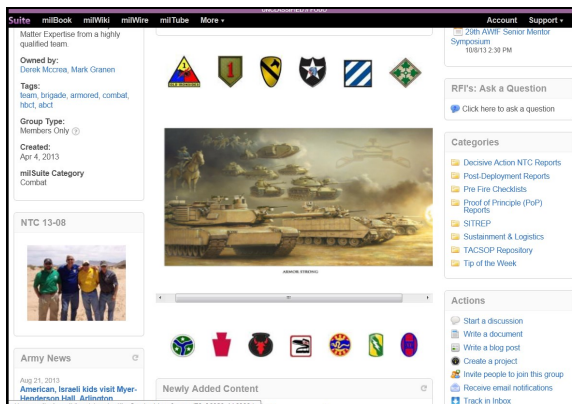 UNCLASSIFIED // FOUO
Suite milBook milWiki milWire milTube More Account Support
Matter Expertise from a highly
qualified team.
Owned by:
Derek Mccrea, Mark Granen
Tags:
team, brigade, armored, combat,
hbct, abct
Group Type:
Members Only
Created:
Apr 4, 2013
milSuite Category
Combat
NTC 13-08
Army News
Aug 21, 2013
American, Israeli kids visit Myer-
Henderson Hall, Arlington
1
ARMOR STRONG
Newly Added Content
29th AWfF Senior Mentor
Symposium
10/8/13 2:30 PM
RFI's: Ask a Question
Click here to ask a question
Categories
Decisive Action NTC Reports
Post-Deployment Reports
Pre Fire Checklists
Proof of Principle (PoP)
Reports
SITREP
Sustainment & Logistics
TACSOP Repository
Tip of the Week
Actions
Start a discussion
Write a document
Write a blog post
Create a project
Invite people to join this group
Receive email notifications
Track in Inbox